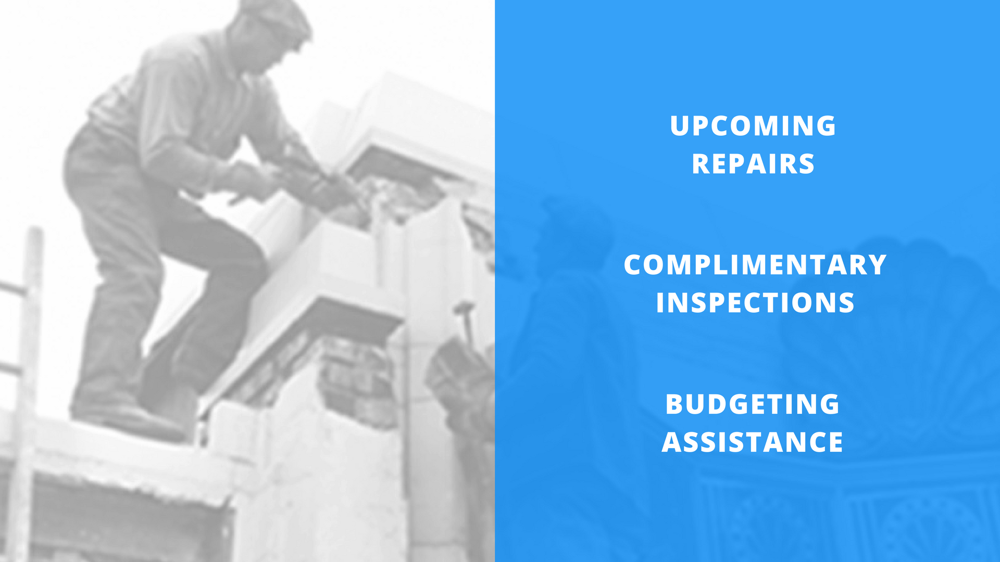 UPCOMING
REPAIRS
COMPLIMENTARY
INSPECTIONS
BUDGETING
ASSISTANCE